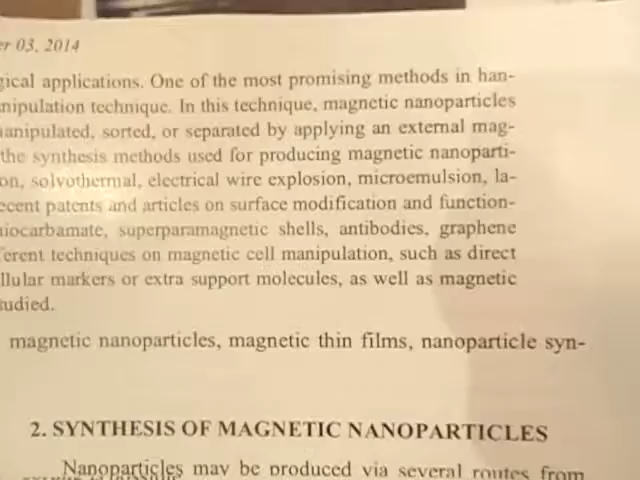 er 03, 2014
gical applications. One of the most promising methods in han-
nipulation technique. In this technique, magnetic nanoparticles
anipulated, sorted, or separated by applying an external mag-
the synthesis methods used for producing magnetic nanoparti-
on, solvothermal, electrical wire explosion, microemulsion, la-
ecent patents and articles on surface modification and function-
niocarbamate, superparamagnetic shells, antibodies, graphene
ferent techniques on magnetic cell manipulation, such as direct
llular markers or extra support molecules, as well as magnetic
tudied.
magnetic nanoparticles, magnetic thin films, nanoparticle syn-
2. SYNTHESIS OF MAGNETIC NANOPARTICLES
Nanoparticles may be produced via several routes from